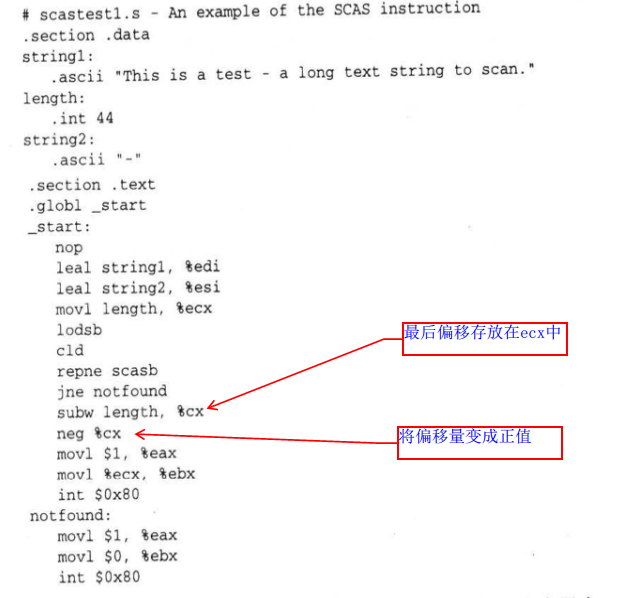 # scastest1.s - An example of the SCAS instruction
.section .data
string1:
.ascii "This is a test - a long text string to scan."
length:
.int 44
string2:
.ascii "-"
.section .text
.globl _start
_start:
nop
leal string1, %edi
leal string2, %esi
movl length, %ecx
lodsb
cld
repne scasb
jne notfound
subw length, %cx
neg %cx
movl $1, %eax
movl %ecx, %ebx
int $0x80
notfound:
movl $1, %eax
movl $0, %ebx
int $0x80
最后偏移存放在ecx中
将偏移量变成正值